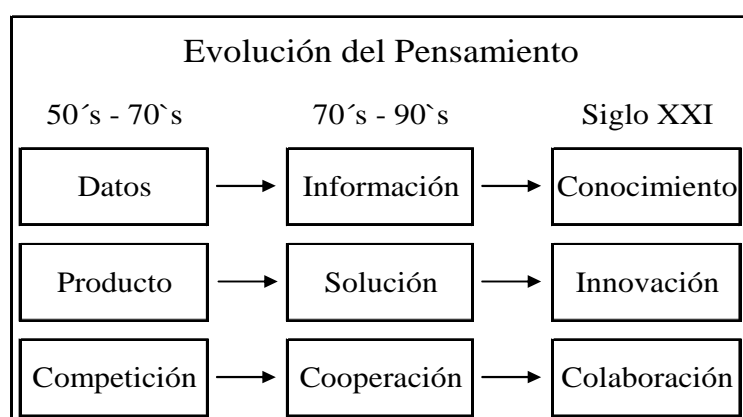 Evolución del Pensamiento
50´s - 70`s 70´s - 90`s Siglo XXI
Datos Información Conocimiento
Producto Solución Innovación
Competición Cooperación Colaboración